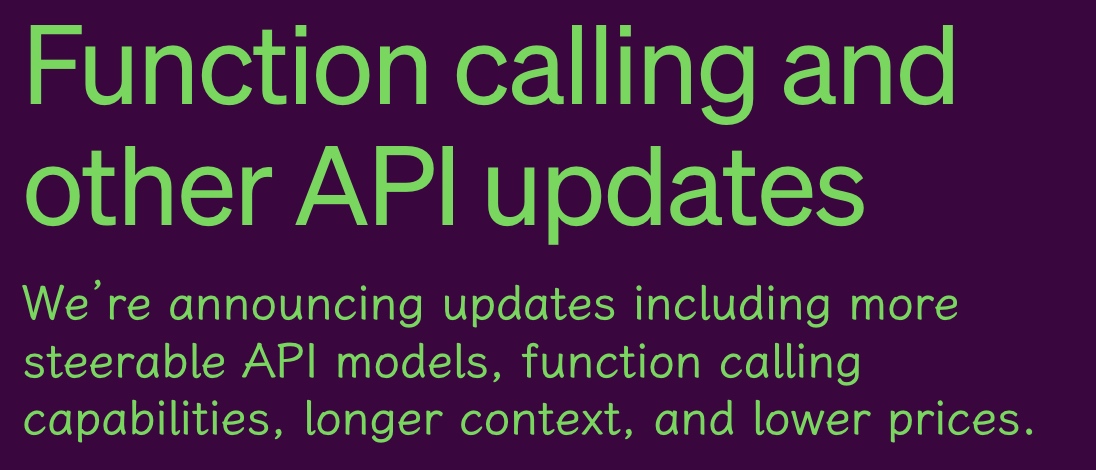 Function calling and
other API updates
We’re announcing updates including more
steerable API models, function calling
capabilities, longer context, and lower prices.